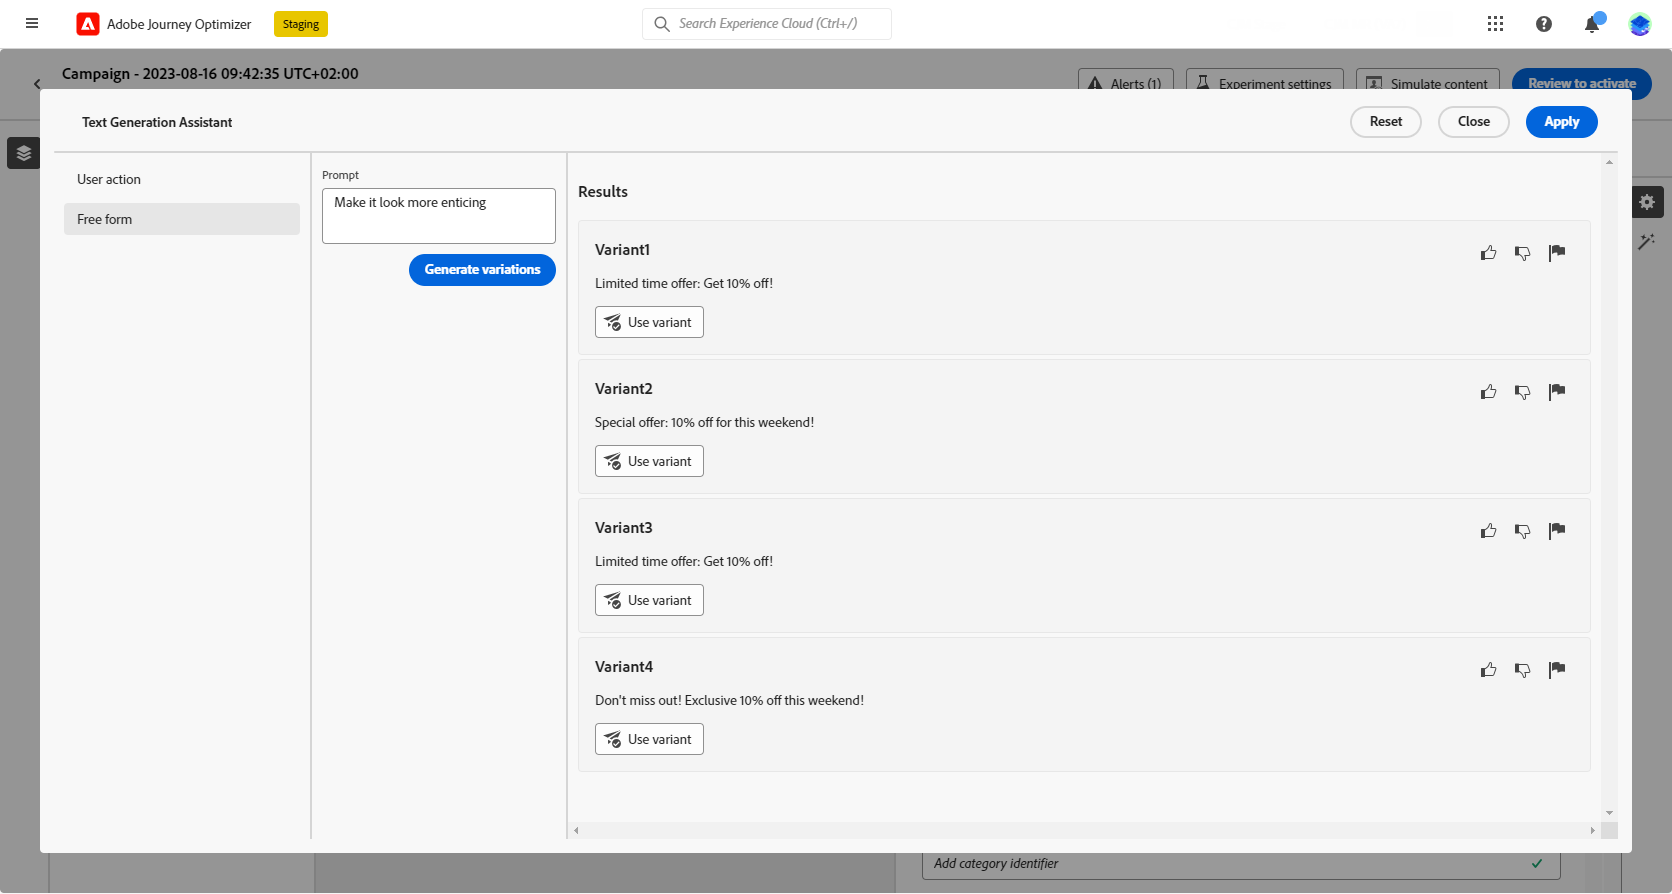 Adobe Journey Optimizer
Staging
Search Experience Cloud (Ctrl+/)
Campaign - 2023-08-16 09:42:35 UTC+02:00
Alerts (1)
Experiment settings
Simulate content
Review to activate
Text Generation Assistant
Reset
Close
Apply
User action
Free form
Prompt
Make it look more enticing
Generate variations
Results
Variant1
Limited time offer: Get 10% off!
Use variant
Variant2
Special offer: 10% off for this weekend!
Use variant
Variant3
Limited time offer: Get 10% off!
Use variant
Variant4
Don't miss out! Exclusive 10% off this weekend!
Use variant
Add category identifier